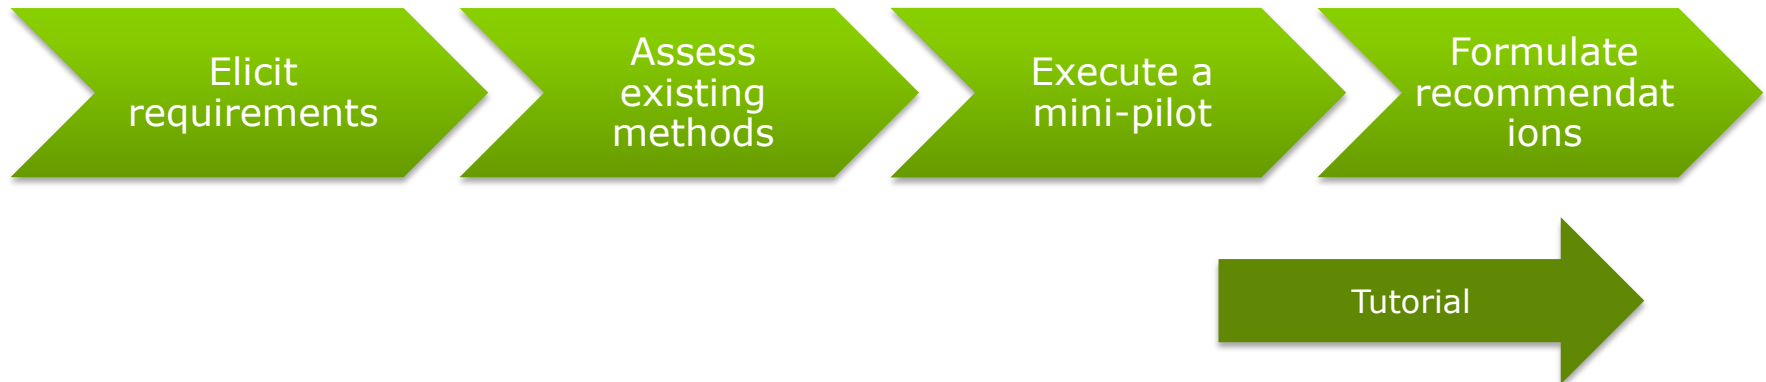 Elicit
requirements
Assess
existing
methods
Execute a
mini-pilot
Formulate
recommendat
ions
Tutorial